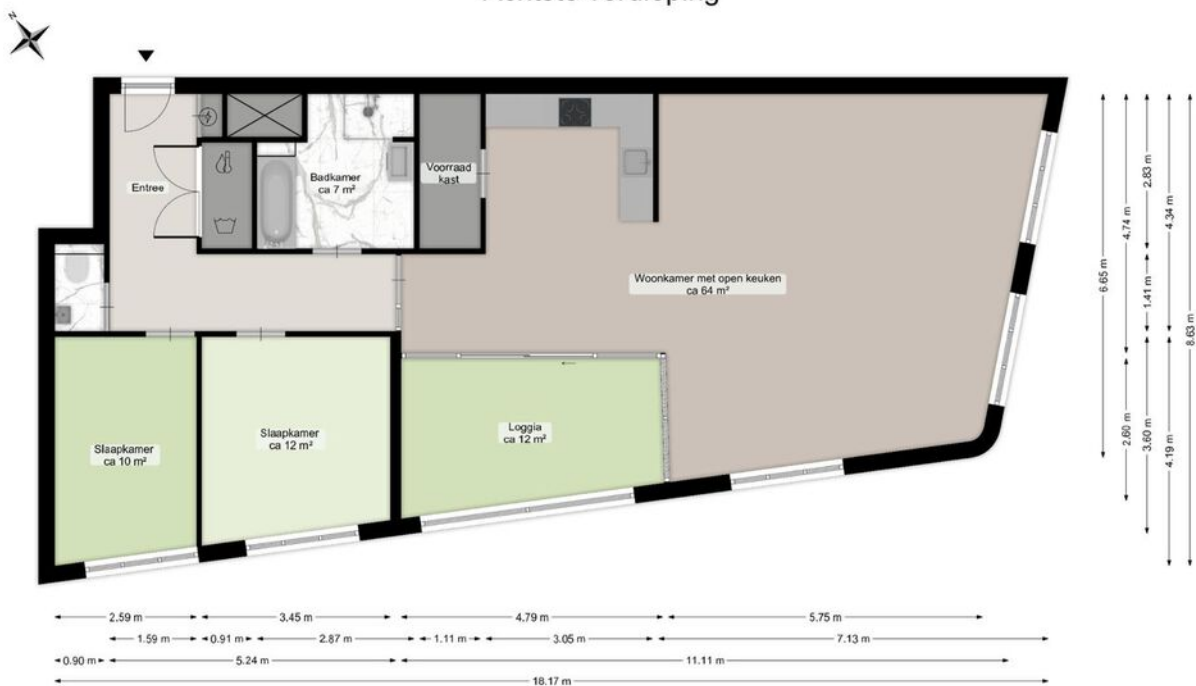 N
Entree
Badkamer
ca 7 m²
Voorraad
kast
Woonkamer met open keuken
ca 64 m²
Slaapkamer
ca 10 m²
Slaapkamer
ca 12 m²
Loggia
ca 12 m²
6.65 m
4.74 m
2.60 m
2.83 m
1.41 m
3.60 m
4.34 m
4.19 m
8.63 m
2.59 m
3.45 m
4.79 m
5.75 m
1.59 m
0.91 m
2.87 m
1.11 m
3.05 m
7.13 m
0.90 m
5.24 m
11.11 m
18.17 m